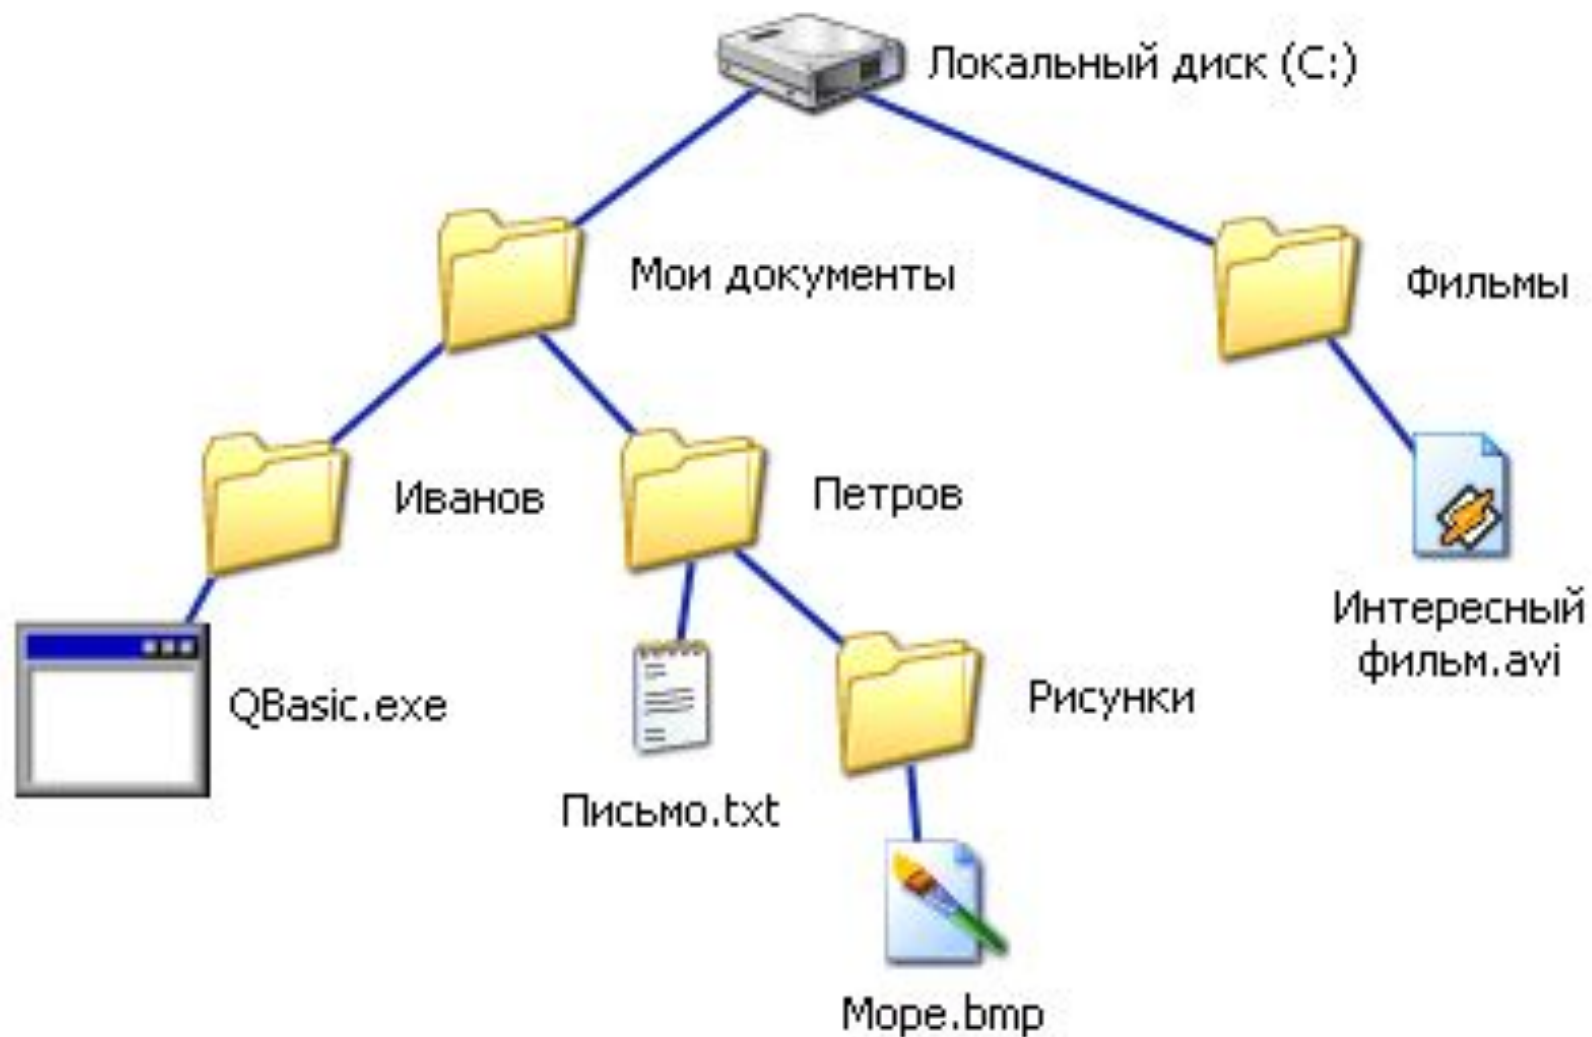 Локальный диск (C:)
Мои документы
Фильмы
Иванов
Петров
Интересный
фильм.avi
QBasic.exe
Рисунки
Письмо.txt
Море.bmp